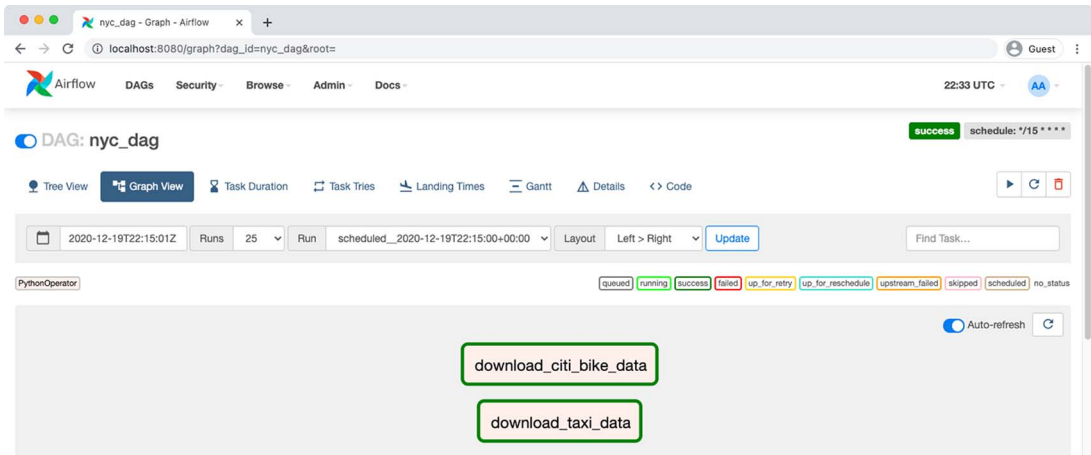 nyc_dag - Graph - Airflow
localhost:8080/graph?dag_id=nyc_dag&root=
Guest
Airflow DAGs Security Browse Admin Docs 22:33 UTC AA
DAG: nyc_dag success schedule: */15 * * * *
Tree View Graph View Task Duration Task Tries Landing Times Gantt Details <> Code
2020-12-19T22:15:01Z Runs 25 Run scheduled__2020-12-19T22:15:00+00:00 Layout Left > Right Update Find Task...
PythonOperator queued running success failed up_for_retry up_for_reschedule upstream_failed skipped scheduled no_status
Auto-refresh
download_citi_bike_data
download_taxi_data